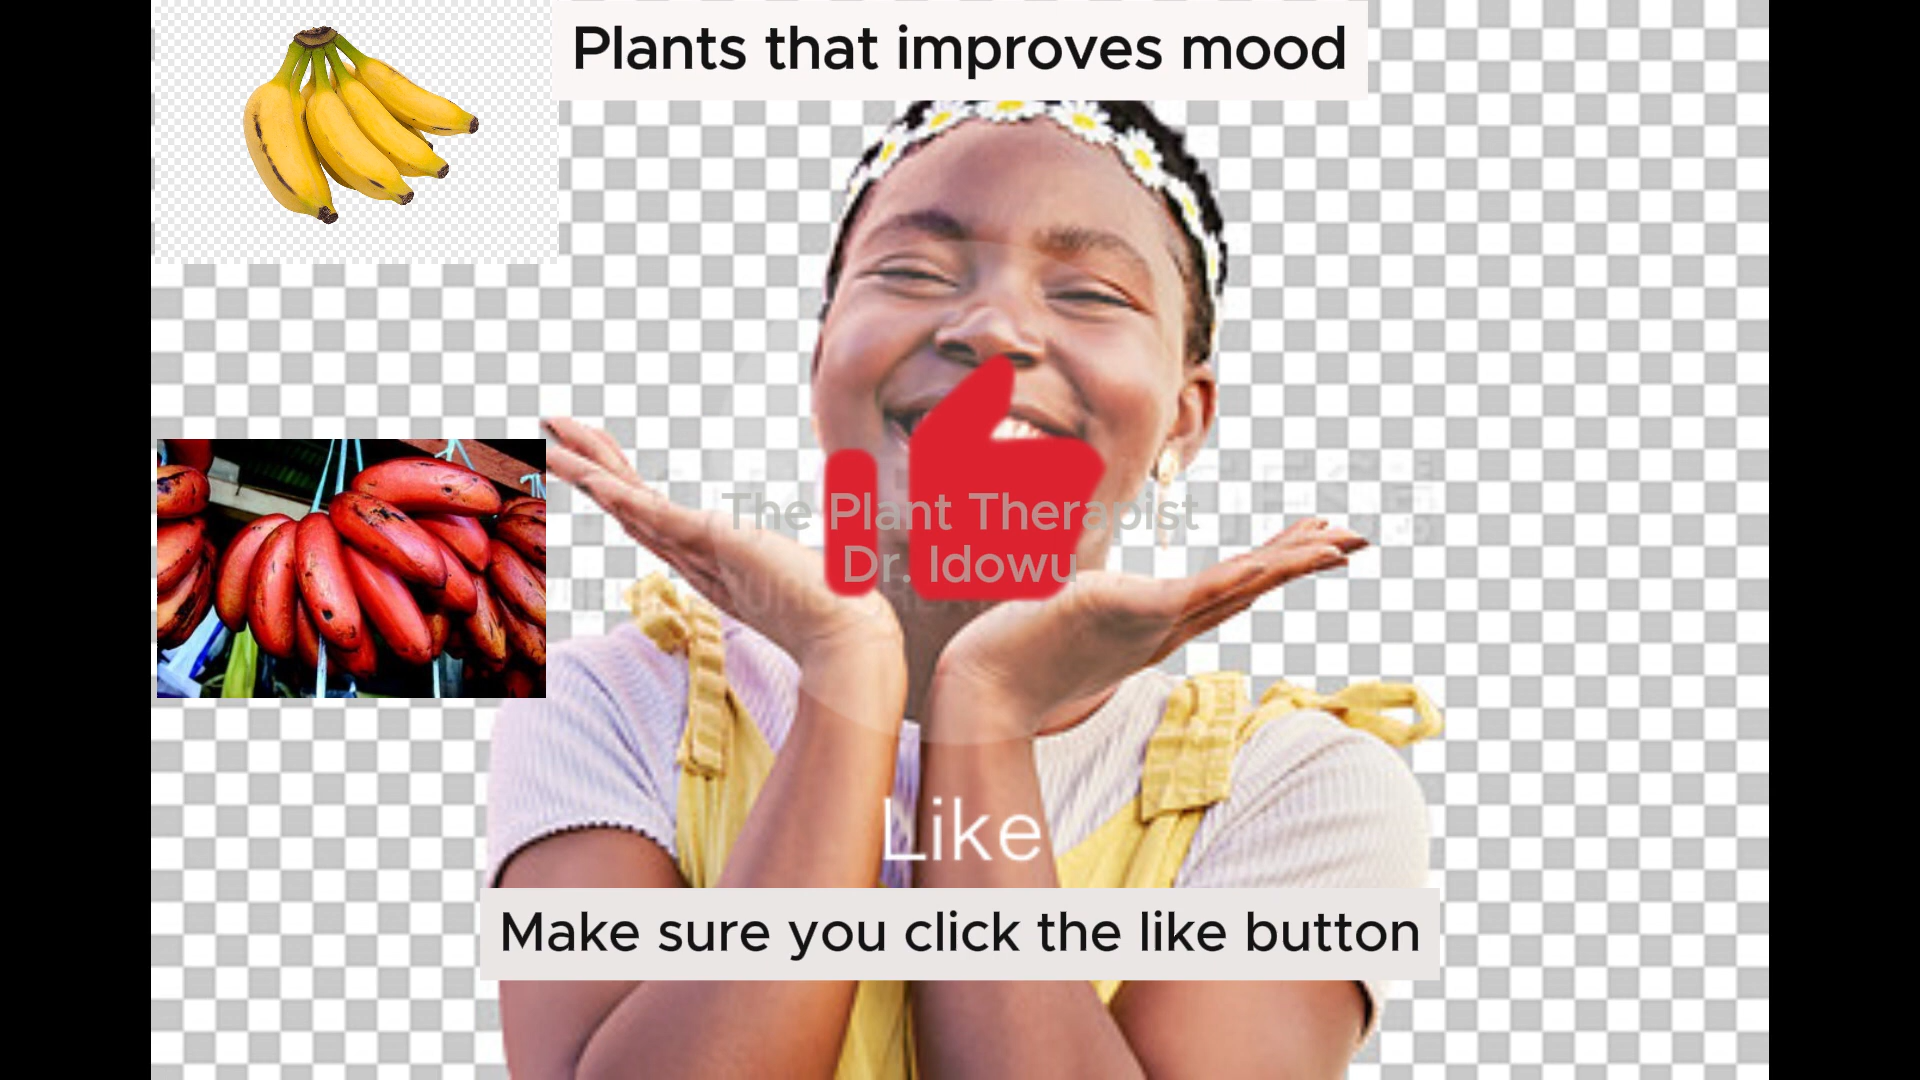 Plants that improves mood
The Plant Therapist
Dr. Idowu
Like
Make sure you click the like button